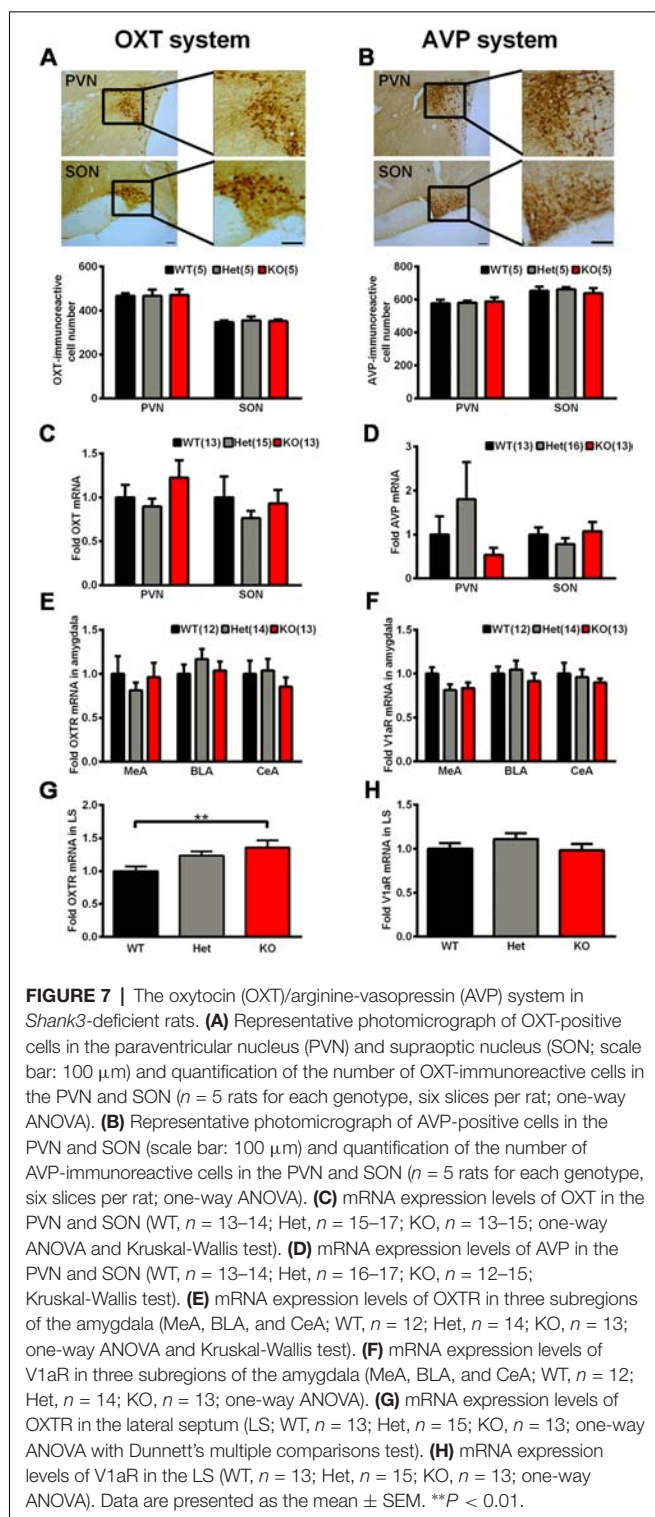 OXT system
AVP system
A
PVN
SON
B
PVN
SON
OXT-immunoreactive
cell number
600
400
200
0
WT(5) Het(5) KO(5)
PVN SON
AVP-immunoreactive
cell number
800
600
400
200
0
WT(5) Het(5) KO(5)
PVN SON
C
Fold OXT mRNA
1.5
1.0
0.5
0.0
WT(13) Het(15) KO(13)
PVN SON
D
Fold AVP mRNA
3
2
1
0
WT(13) Het(16) KO(13)
PVN SON
E
Fold OXTR mRNA in amygdala
1.5
1.0
0.5
0.0
WT(12) Het(14) KO(13)
MeA BLA CeA
F
Fold V1aR mRNA in amygdala
1.5
1.0
0.5
0.0
WT(12) Het(14) KO(13)
MeA BLA CeA
G
Fold OXTR mRNA in LS
2.0
1.5
1.0
0.5
0.0
**
WT Het KO
H
Fold V1aR mRNA in LS
1.5
1.0
0.5
0.0
WT Het KO
FIGURE 7 | The oxytocin (OXT)/arginine-vasopressin (AVP) system in
Shank3-deficient rats. (A) Representative photomicrograph of OXT-positive
cells in the paraventricular nucleus (PVN) and supraoptic nucleus (SON; scale
bar: 100 μm) and quantification of the number of OXT-immunoreactive cells in
the PVN and SON (n = 5 rats for each genotype, six slices per rat; one-way
ANOVA). (B) Representative photomicrograph of AVP-positive cells in the
PVN and SON (scale bar: 100 μm) and quantification of the number of
AVP-immunoreactive cells in the PVN and SON (n = 5 rats for each genotype,
six slices per rat; one-way ANOVA). (C) mRNA expression levels of OXT in the
PVN and SON (WT, n = 13–14; Het, n = 15–17; KO, n = 13–15; one-way
ANOVA and Kruskal-Wallis test). (D) mRNA expression levels of AVP in the
PVN and SON (WT, n = 13–14; Het, n = 16–17; KO, n = 12–15;
Kruskal-Wallis test). (E) mRNA expression levels of OXTR in three subregions
of the amygdala (MeA, BLA, and CeA; WT, n = 12; Het, n = 14; KO, n = 13;
one-way ANOVA and Kruskal-Wallis test). (F) mRNA expression levels of
V1aR in three subregions of the amygdala (MeA, BLA, and CeA; WT, n = 12;
Het, n = 14; KO, n = 13; one-way ANOVA). (G) mRNA expression levels of
OXTR in the lateral septum (LS; WT, n = 13; Het, n = 15; KO, n = 13; one-way
ANOVA with Dunnett's multiple comparisons test). (H) mRNA expression
levels of V1aR in the LS (WT, n = 13; Het, n = 15; KO, n = 13; one-way
ANOVA). Data are presented as the mean ± SEM. **P < 0.01.